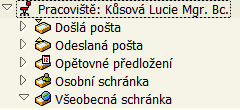 Pracoviště: Kůsová Lucie Mgr. Bc.
Došlá pošta
Odeslaná pošta
Opětovné předložení
Osobní schránka
Všeobecná schránka